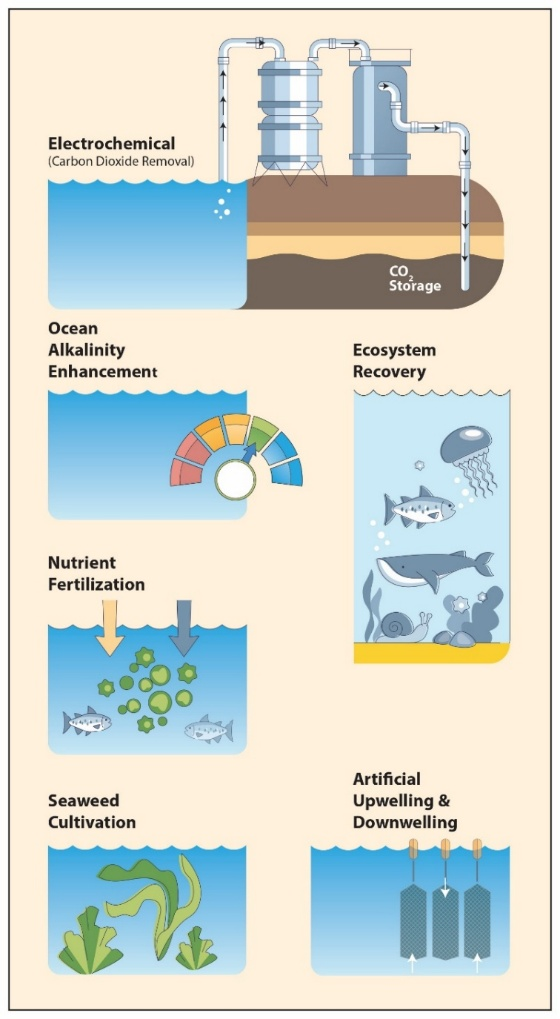 Electrochemical
(Carbon Dioxide Removal)
CO2
Storage
Ocean
Alkalinity
Enhancement
Ecosystem
Recovery
Nutrient
Fertilization
Seaweed
Cultivation
Artificial
Upwelling &
Downwelling